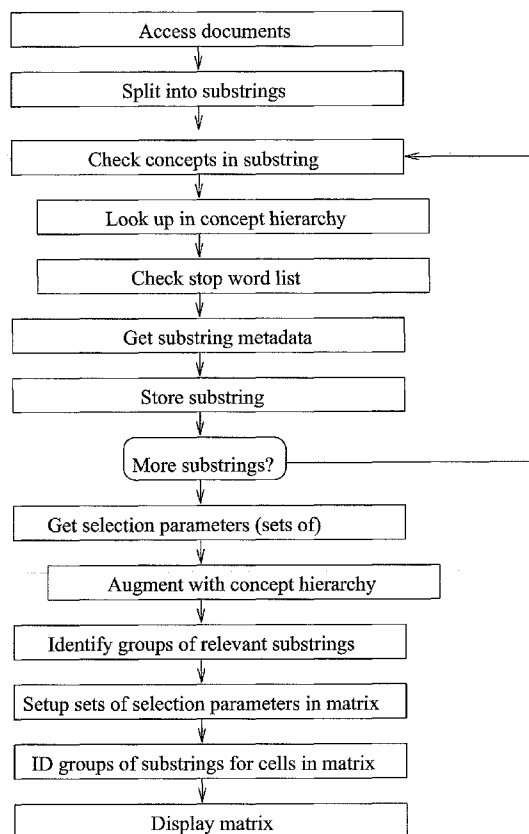 Access documents
Split into substrings
Check concepts in substring
Look up in concept hierarchy
Check stop word list
Get substring metadata
Store substring
More substrings?
Get selection parameters (sets of)
Augment with concept hierarchy
Identify groups of relevant substrings
Setup sets of selection parameters in matrix
ID groups of substrings for cells in matrix
Display matrix